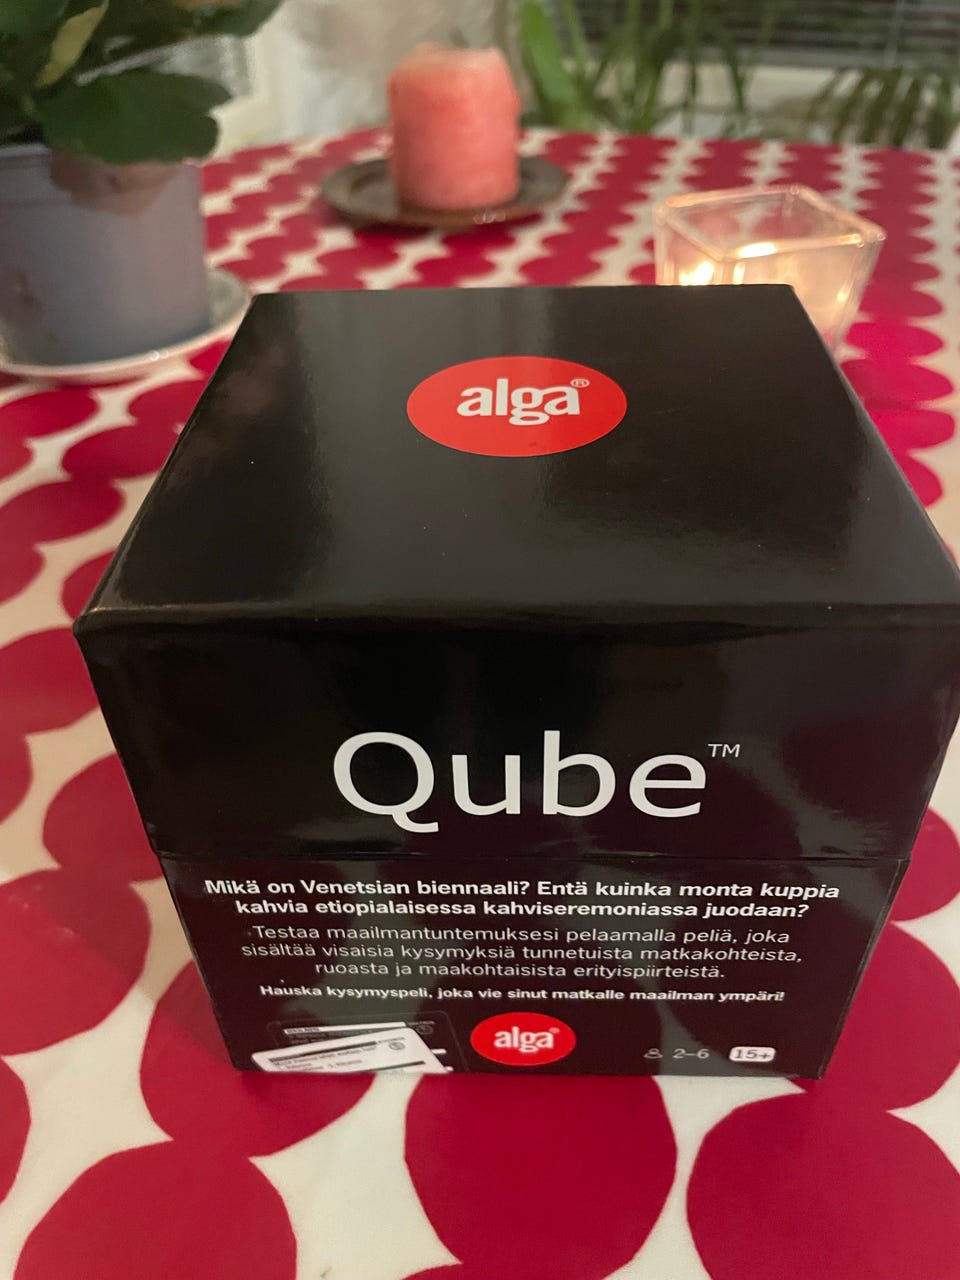 alga®
Qube™
Mikä on Venetsian biennaali? Entä kuinka monta kuppia
kahvia etiopialaisessa kahviseremoniassa juodaan?
Testaa maailmantuntemuksesi pelaamalla peliä, joka
sisältää visaisia kysymyksiä tunnetuista matkakohteista,
ruoasta ja maakohtaisista erityispiirteistä.
Hauska kysymyspeli, joka vie sinut matkalle maailman ympäri!
alga®
2–6 15+